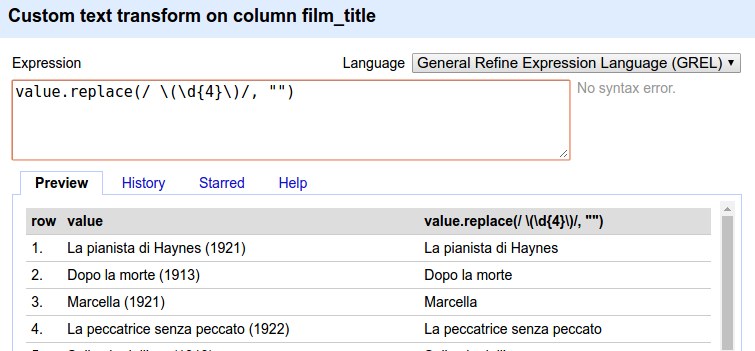 Custom text transform on column film_title
Expression Language General Refine Expression Language (GREL)
value.replace(/ \(\d{4}\)/, "") No syntax error.
Preview History Starred Help
row value value.replace(/ \(\d{4}\)/, "")
1. La pianista di Haynes (1921) La pianista di Haynes
2. Dopo la morte (1913) Dopo la morte
3. Marcella (1921) Marcella
4. La peccatrice senza peccato (1922) La peccatrice senza peccato